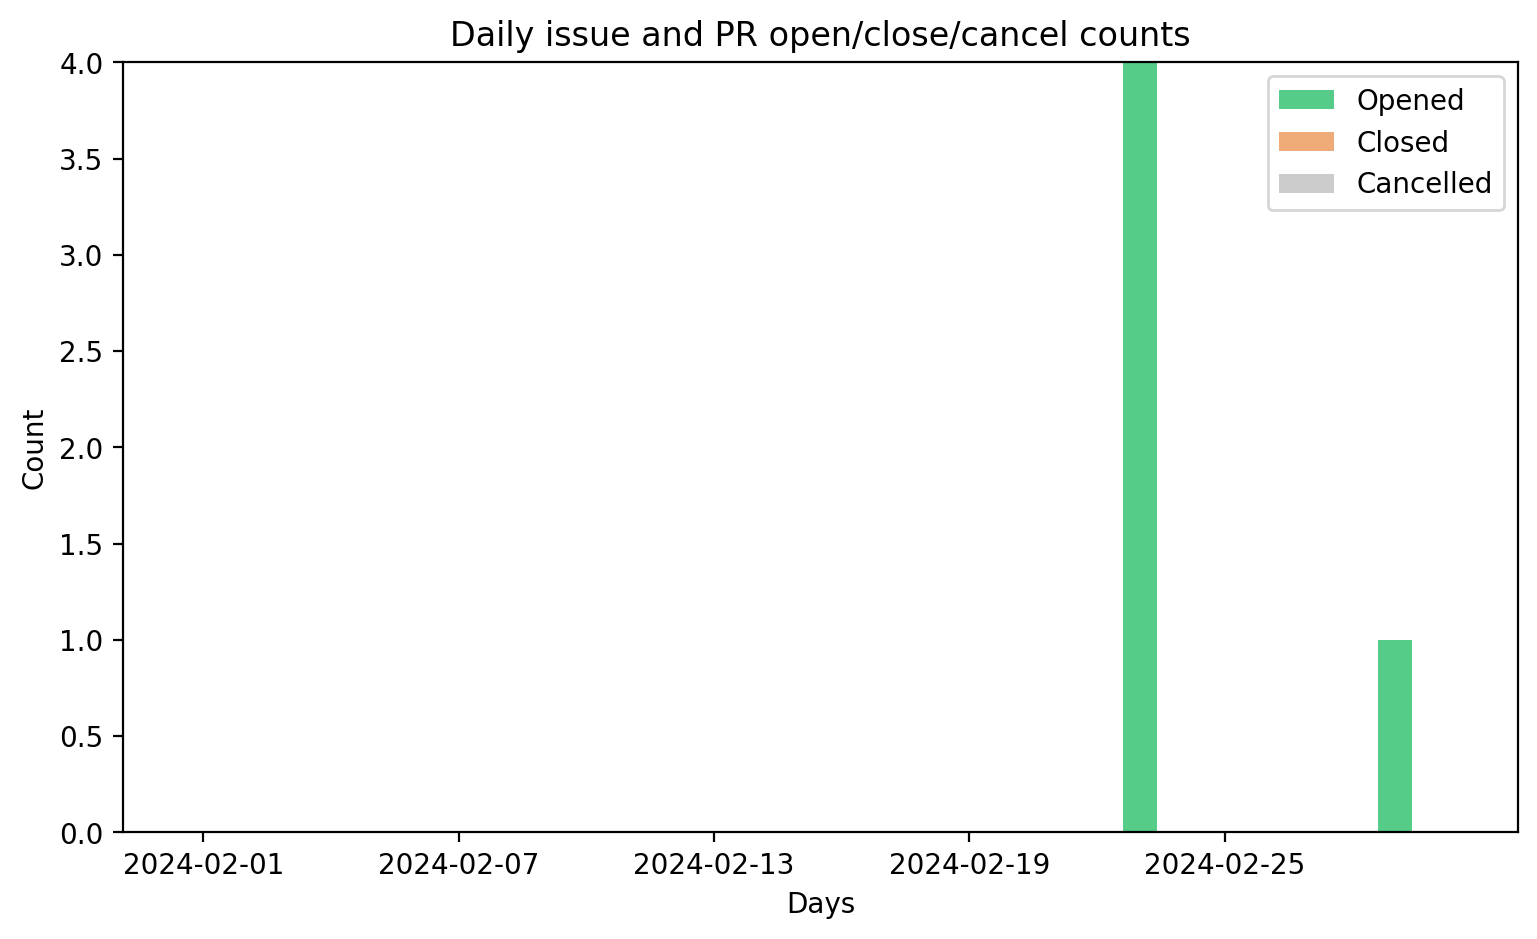 Daily issue and PR open/close/cancel counts
4.0
3.5
3.0
2.5
2.0
1.5
1.0
0.5
0.0
Count
Opened
Closed
Cancelled
2024-02-01 2024-02-07 2024-02-13 2024-02-19 2024-02-25
Days